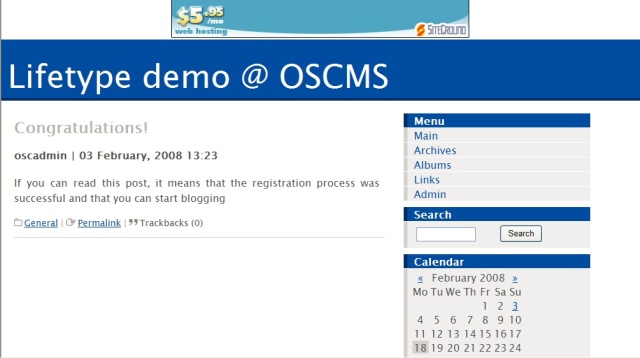 $5.95
/mo
web hosting
SITEGROUND
Lifetype demo @ OSCMS
Congratulations!
oscadmin | 03 February, 2008 13:23
If you can read this post, it means that the registration process was
successful and that you can start blogging
General | Permalink | Trackbacks (0)
Menu
Main
Archives
Albums
Links
Admin
Search
Search
Calendar
« February 2008 »
Mo Tu We Th Fr Sa Su
1 2 3
4 5 6 7 8 9 10
11 12 13 14 15 16 17
18 19 20 21 22 23 24